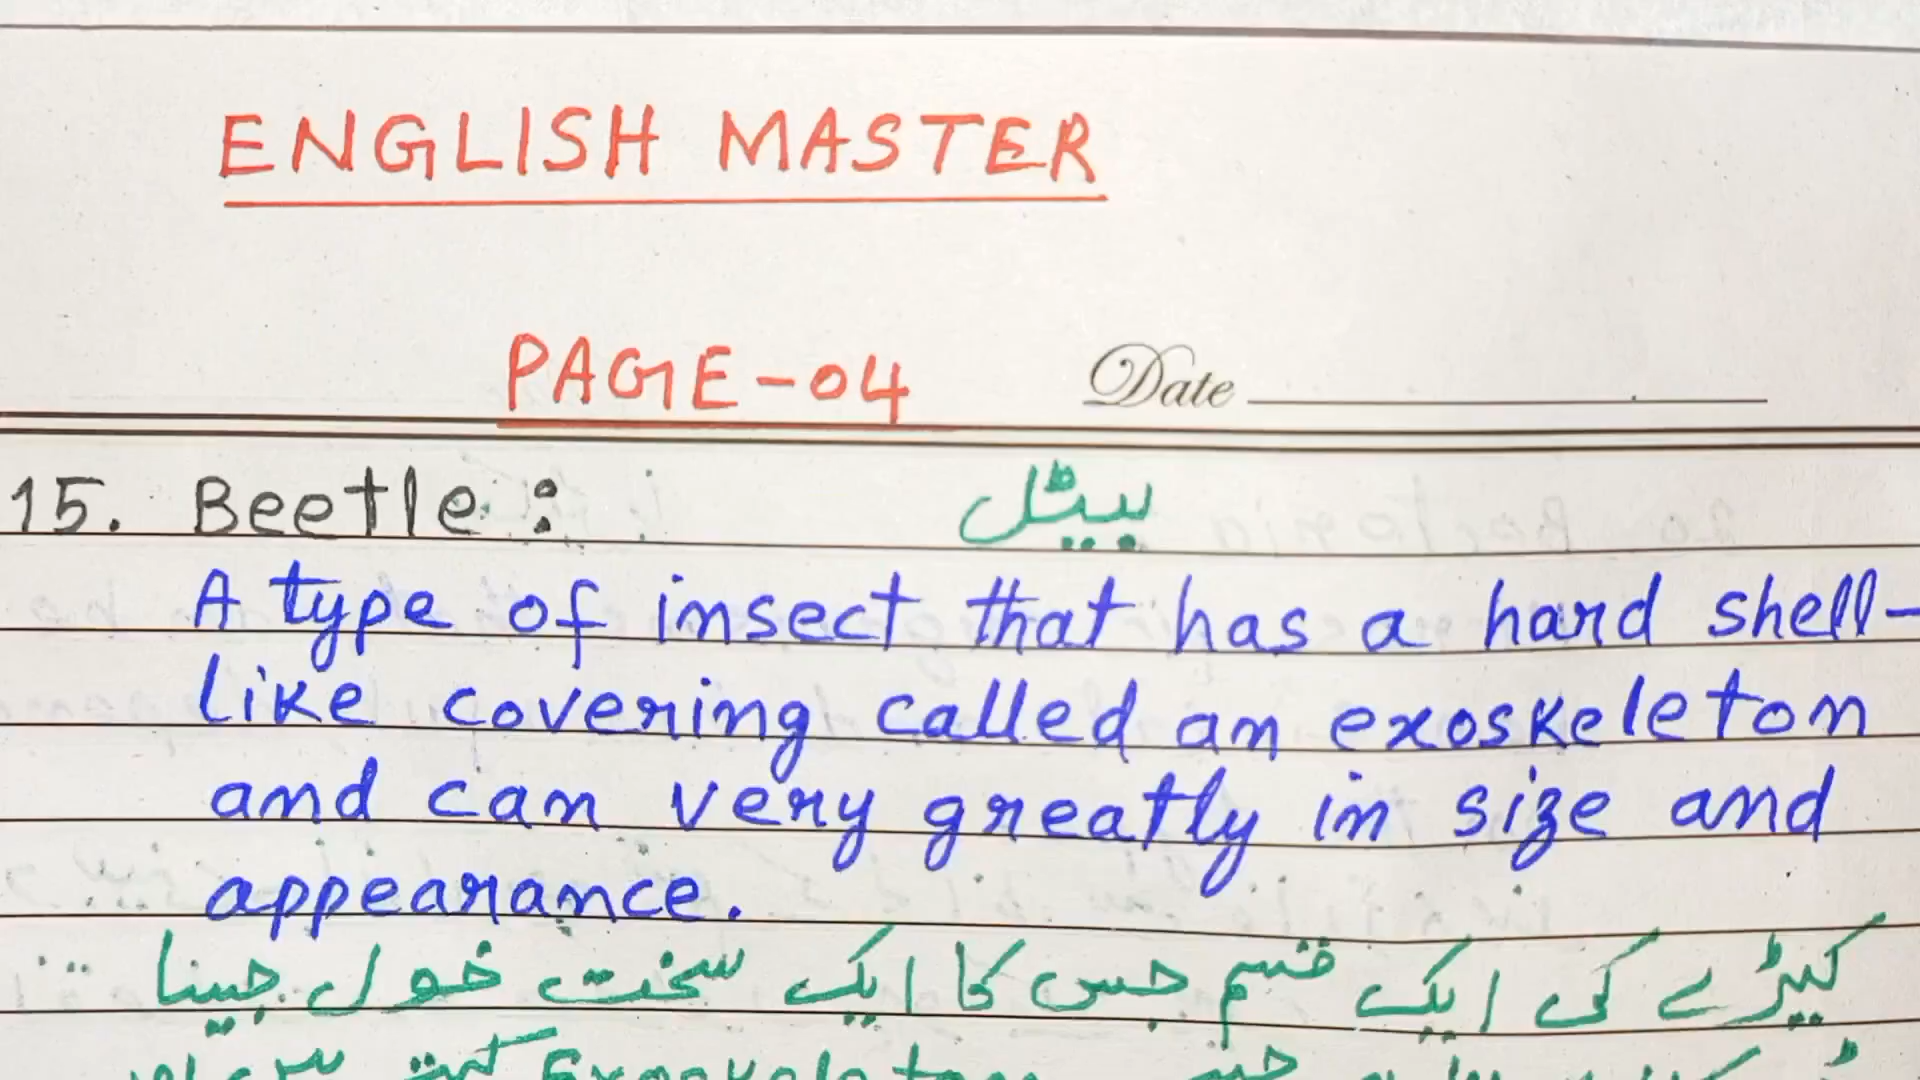 ENGLISH MASTER
PAGE-04 Date
15. Beetle: بیٹل
A type of insect that has a hard shell-
like covering called an exoskeleton
and can very greatly in size and
appearance.
کیڑے کی ایک قسم جس کا ایک سخت خول جیسا